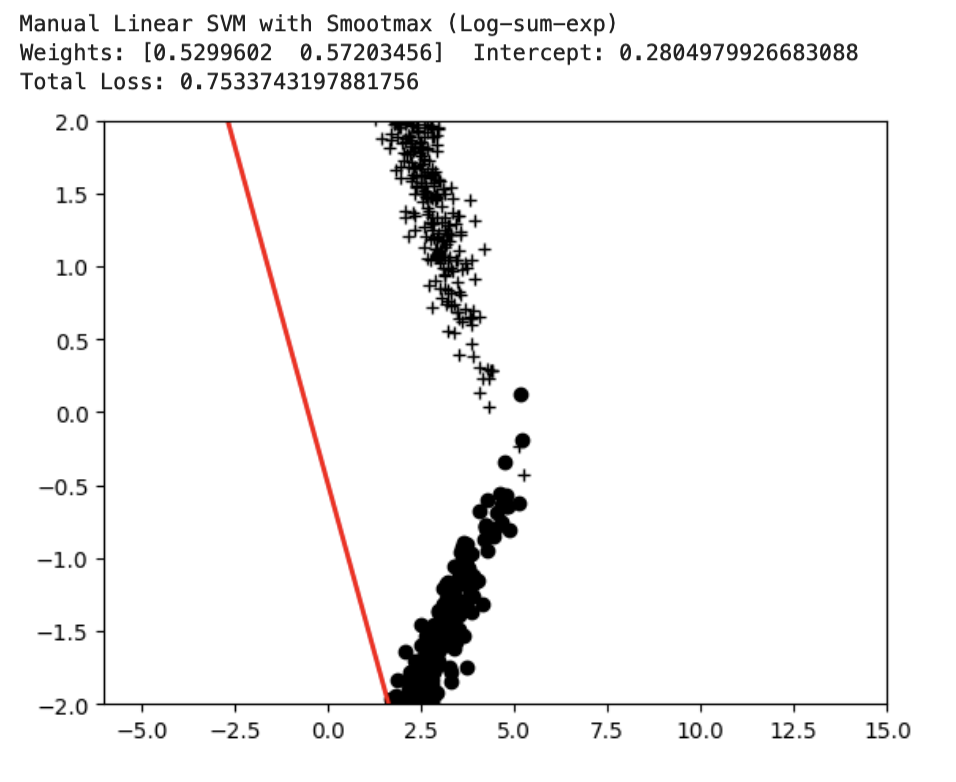 Manual Linear SVM with Smootmax (Log-sum-exp)
Weights: [0.5299602  0.57203456]  Intercept: 0.2804979926683088
Total Loss: 0.7533743197881756
2.0
1.5
1.0
0.5
0.0
−0.5
−1.0
−1.5
−2.0
−5.0 −2.5 0.0 2.5 5.0 7.5 10.0 12.5 15.0